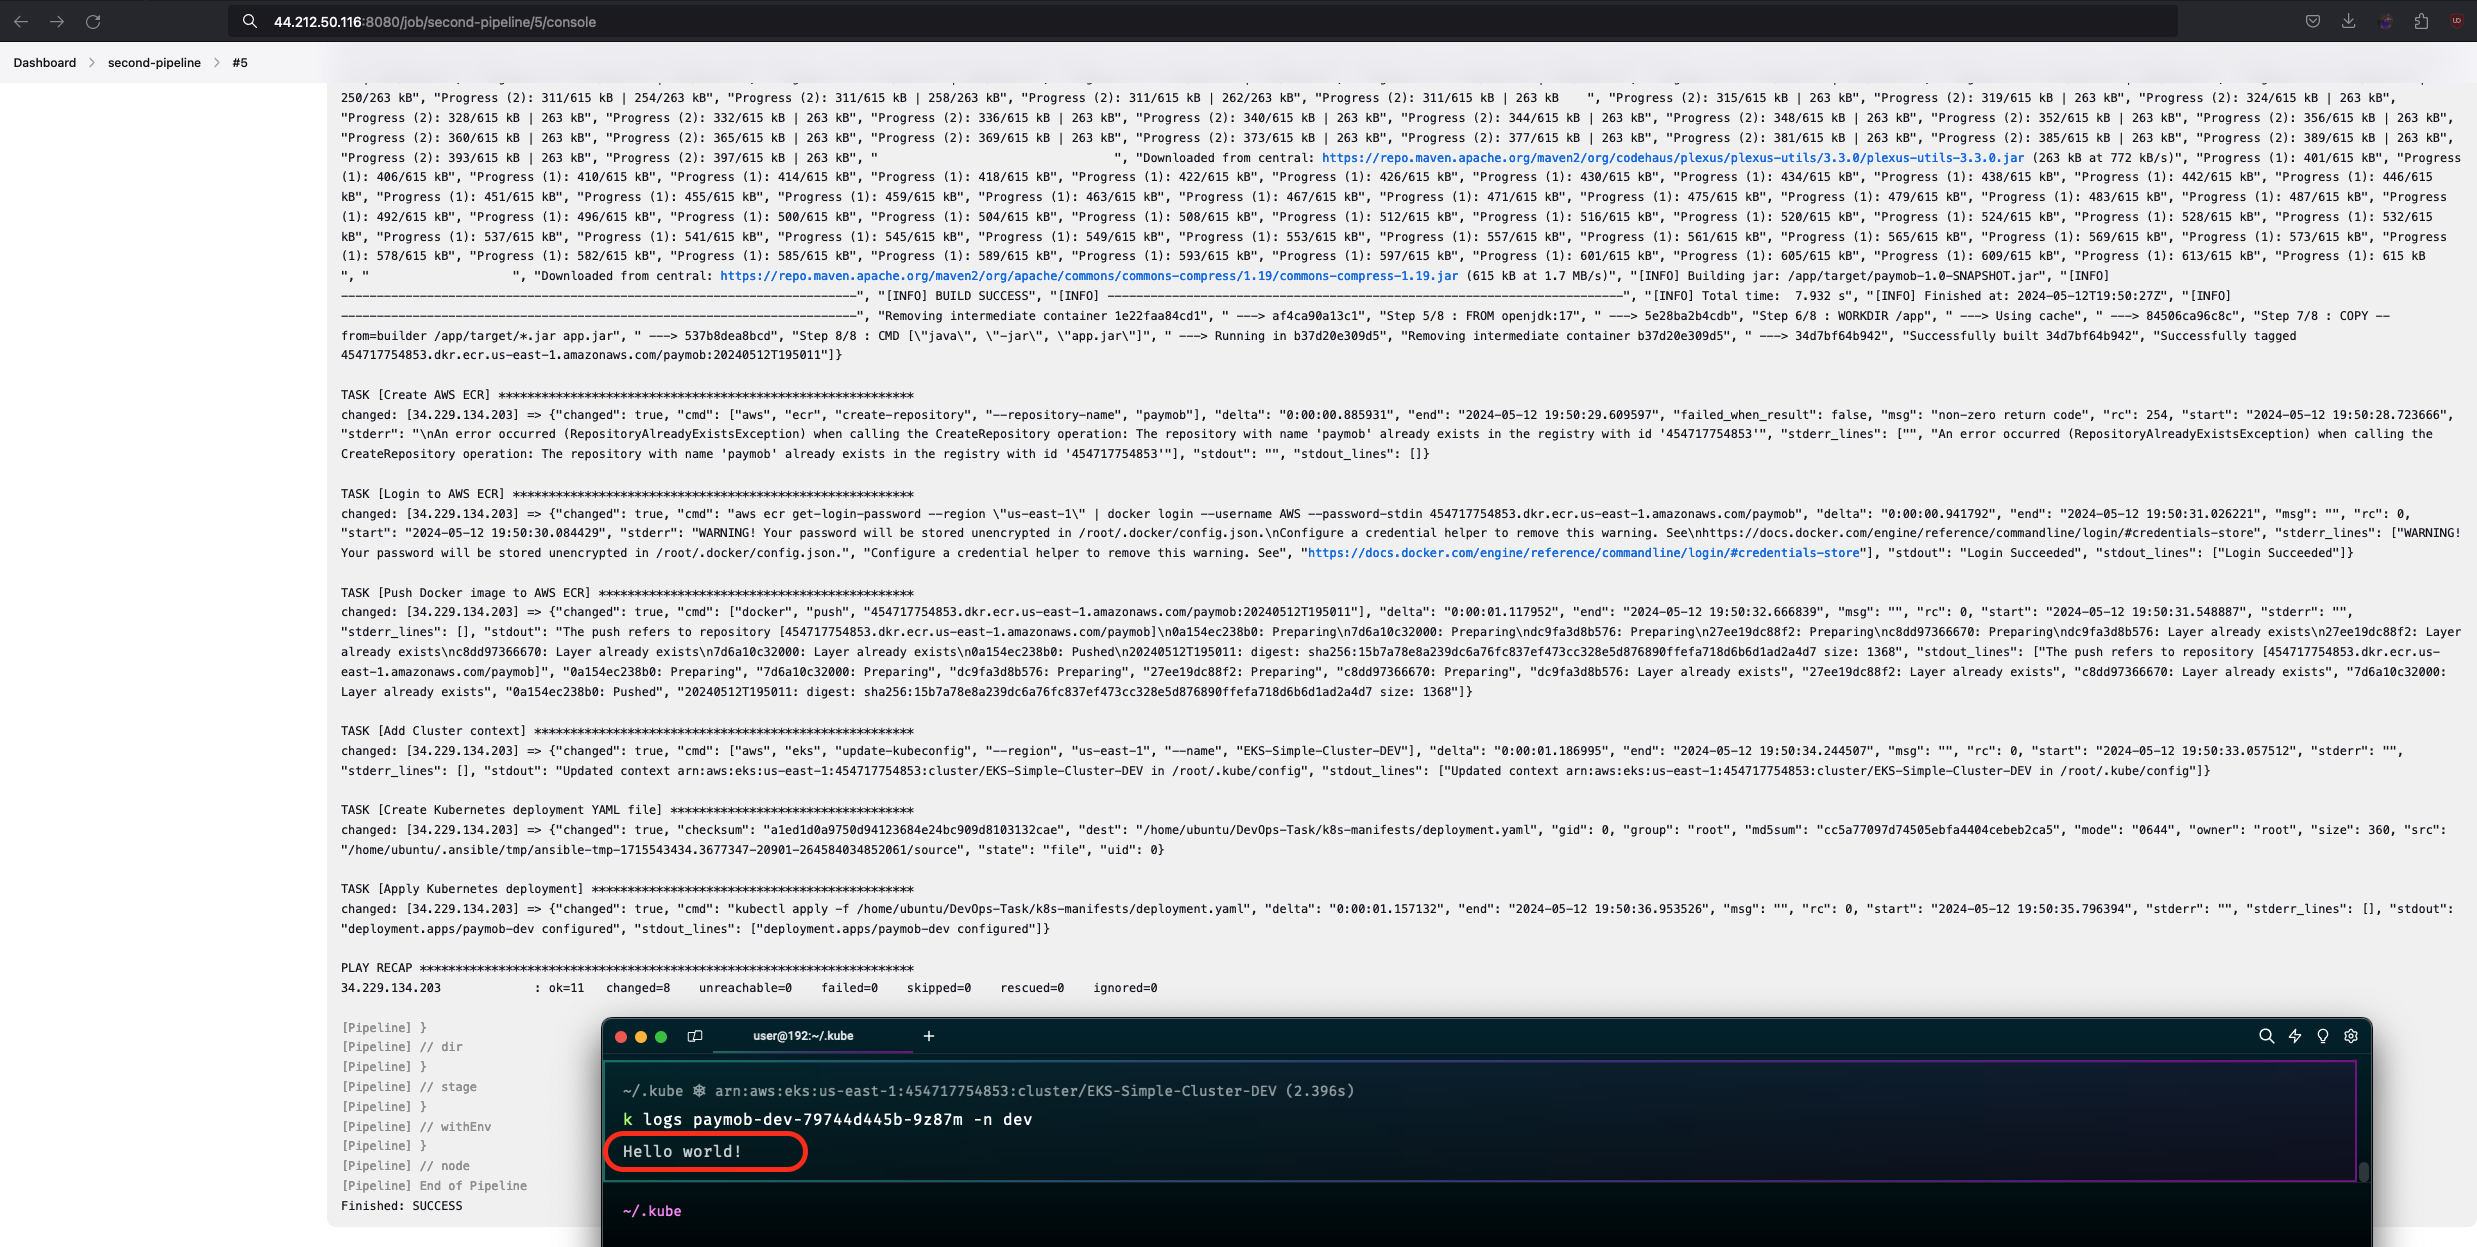 44.212.50.116:8080/job/second-pipeline/5/console
Dashboard > second-pipeline > #5
250/263 kB", "Progress (2): 311/615 kB | 254/263 kB", "Progress (2): 311/615 kB | 258/263 kB", "Progress (2): 311/615 kB | 262/263 kB", "Progress (2): 311/615 kB | 263 kB    ", "Progress (2): 315/615 kB | 263 kB", "Progress (2): 319/615 kB | 263 kB", "Progress (2): 324/615 kB | 263 kB",
"Progress (2): 328/615 kB | 263 kB", "Progress (2): 332/615 kB | 263 kB", "Progress (2): 336/615 kB | 263 kB", "Progress (2): 340/615 kB | 263 kB", "Progress (2): 344/615 kB | 263 kB", "Progress (2): 348/615 kB | 263 kB", "Progress (2): 352/615 kB | 263 kB", "Progress (2): 356/615 kB | 263 kB",
"Progress (2): 360/615 kB | 263 kB", "Progress (2): 365/615 kB | 263 kB", "Progress (2): 369/615 kB | 263 kB", "Progress (2): 373/615 kB | 263 kB", "Progress (2): 377/615 kB | 263 kB", "Progress (2): 381/615 kB | 263 kB", "Progress (2): 385/615 kB | 263 kB", "Progress (2): 389/615 kB | 263 kB",
"Progress (2): 393/615 kB | 263 kB", "Progress (2): 397/615 kB | 263 kB", "                                 ", "Downloaded from central: https://repo.maven.apache.org/maven2/org/codehaus/plexus/plexus-utils/3.3.0/plexus-utils-3.3.0.jar (263 kB at 772 kB/s)", "Progress (1): 401/615 kB", "Progress
(1): 406/615 kB", "Progress (1): 410/615 kB", "Progress (1): 414/615 kB", "Progress (1): 418/615 kB", "Progress (1): 422/615 kB", "Progress (1): 426/615 kB", "Progress (1): 430/615 kB", "Progress (1): 434/615 kB", "Progress (1): 438/615 kB", "Progress (1): 442/615 kB", "Progress (1): 446/615
kB", "Progress (1): 451/615 kB", "Progress (1): 455/615 kB", "Progress (1): 459/615 kB", "Progress (1): 463/615 kB", "Progress (1): 467/615 kB", "Progress (1): 471/615 kB", "Progress (1): 475/615 kB", "Progress (1): 479/615 kB", "Progress (1): 483/615 kB", "Progress (1): 487/615 kB", "Progress
(1): 492/615 kB", "Progress (1): 496/615 kB", "Progress (1): 500/615 kB", "Progress (1): 504/615 kB", "Progress (1): 508/615 kB", "Progress (1): 512/615 kB", "Progress (1): 516/615 kB", "Progress (1): 520/615 kB", "Progress (1): 524/615 kB", "Progress (1): 528/615 kB", "Progress (1): 532/615
kB", "Progress (1): 537/615 kB", "Progress (1): 541/615 kB", "Progress (1): 545/615 kB", "Progress (1): 549/615 kB", "Progress (1): 553/615 kB", "Progress (1): 557/615 kB", "Progress (1): 561/615 kB", "Progress (1): 565/615 kB", "Progress (1): 569/615 kB", "Progress (1): 573/615 kB", "Progress
(1): 578/615 kB", "Progress (1): 582/615 kB", "Progress (1): 585/615 kB", "Progress (1): 589/615 kB", "Progress (1): 593/615 kB", "Progress (1): 597/615 kB", "Progress (1): 601/615 kB", "Progress (1): 605/615 kB", "Progress (1): 609/615 kB", "Progress (1): 613/615 kB", "Progress (1): 615 kB
", "                    ", "Downloaded from central: https://repo.maven.apache.org/maven2/org/apache/commons/commons-compress/1.19/commons-compress-1.19.jar (615 kB at 1.7 MB/s)", "[INFO] Building jar: /app/target/paymob-1.0-SNAPSHOT.jar", "[INFO]
------------------------------------------------------------------------", "[INFO] BUILD SUCCESS", "[INFO] ------------------------------------------------------------------------", "[INFO] Total time:  7.932 s", "[INFO] Finished at: 2024-05-12T19:50:27Z", "[INFO]
------------------------------------------------------------------------", "Removing intermediate container 1e22faa84cd1", " ---> af4ca90a13c1", "Step 5/8 : FROM openjdk:17", " ---> 5e28ba2b4cdb", "Step 6/8 : WORKDIR /app", " ---> Using cache", " ---> 84506ca96c8c", "Step 7/8 : COPY --
from=builder /app/target/*.jar app.jar", " ---> 537b8dea8bcd", "Step 8/8 : CMD [\"java\", \"-jar\", \"app.jar\"]", " ---> Running in b37d20e309d5", "Removing intermediate container b37d20e309d5", " ---> 34d7bf64b942", "Successfully built 34d7bf64b942", "Successfully tagged
454717754853.dkr.ecr.us-east-1.amazonaws.com/paymob:20240512T195011"]}
TASK [Create AWS ECR] **********************************************************
changed: [34.229.134.203] => {"changed": true, "cmd": ["aws", "ecr", "create-repository", "--repository-name", "paymob"], "delta": "0:00:00.885931", "end": "2024-05-12 19:50:29.609597", "failed_when_result": false, "msg": "non-zero return code", "rc": 254, "start": "2024-05-12 19:50:28.723666",
"stderr": "\nAn error occurred (RepositoryAlreadyExistsException) when calling the CreateRepository operation: The repository with name 'paymob' already exists in the registry with id '454717754853'", "stderr_lines": ["", "An error occurred (RepositoryAlreadyExistsException) when calling the
CreateRepository operation: The repository with name 'paymob' already exists in the registry with id '454717754853'"], "stdout": "", "stdout_lines": []}
TASK [Login to AWS ECR] ********************************************************
changed: [34.229.134.203] => {"changed": true, "cmd": "aws ecr get-login-password --region \"us-east-1\" | docker login --username AWS --password-stdin 454717754853.dkr.ecr.us-east-1.amazonaws.com/paymob", "delta": "0:00:00.941792", "end": "2024-05-12 19:50:31.026221", "msg": "", "rc": 0,
"start": "2024-05-12 19:50:30.084429", "stderr": "WARNING! Your password will be stored unencrypted in /root/.docker/config.json.\nConfigure a credential helper to remove this warning. See\nhttps://docs.docker.com/engine/reference/commandline/login/#credentials-store", "stderr_lines": ["WARNING!
Your password will be stored unencrypted in /root/.docker/config.json.", "Configure a credential helper to remove this warning. See", "https://docs.docker.com/engine/reference/commandline/login/#credentials-store"], "stdout": "Login Succeeded", "stdout_lines": ["Login Succeeded"]}
TASK [Push Docker image to AWS ECR] ********************************************
changed: [34.229.134.203] => {"changed": true, "cmd": ["docker", "push", "454717754853.dkr.ecr.us-east-1.amazonaws.com/paymob:20240512T195011"], "delta": "0:00:01.117952", "end": "2024-05-12 19:50:32.666839", "msg": "", "rc": 0, "start": "2024-05-12 19:50:31.548887", "stderr": "",
"stderr_lines": [], "stdout": "The push refers to repository [454717754853.dkr.ecr.us-east-1.amazonaws.com/paymob]\n0a154ec238b0: Preparing\n7d6a10c32000: Preparing\ndc9fa3d8b576: Preparing\n27ee19dc88f2: Preparing\nc8dd97366670: Preparing\ndc9fa3d8b576: Layer already exists\n27ee19dc88f2: Layer
already exists\nc8dd97366670: Layer already exists\n7d6a10c32000: Layer already exists\n0a154ec238b0: Pushed\n20240512T195011: digest: sha256:15b7a78e8a239dc6a76fc837ef473cc328e5d876890ffefa718d6b6d1ad2a4d7 size: 1368", "stdout_lines": ["The push refers to repository [454717754853.dkr.ecr.us-
east-1.amazonaws.com/paymob]", "0a154ec238b0: Preparing", "7d6a10c32000: Preparing", "dc9fa3d8b576: Preparing", "27ee19dc88f2: Preparing", "c8dd97366670: Preparing", "dc9fa3d8b576: Layer already exists", "27ee19dc88f2: Layer already exists", "c8dd97366670: Layer already exists", "7d6a10c32000:
Layer already exists", "0a154ec238b0: Pushed", "20240512T195011: digest: sha256:15b7a78e8a239dc6a76fc837ef473cc328e5d876890ffefa718d6b6d1ad2a4d7 size: 1368"]}
TASK [Add Cluster context] *****************************************************
changed: [34.229.134.203] => {"changed": true, "cmd": ["aws", "eks", "update-kubeconfig", "--region", "us-east-1", "--name", "EKS-Simple-Cluster-DEV"], "delta": "0:00:01.186995", "end": "2024-05-12 19:50:34.244507", "msg": "", "rc": 0, "start": "2024-05-12 19:50:33.057512", "stderr": "",
"stderr_lines": [], "stdout": "Updated context arn:aws:eks:us-east-1:454717754853:cluster/EKS-Simple-Cluster-DEV in /root/.kube/config", "stdout_lines": ["Updated context arn:aws:eks:us-east-1:454717754853:cluster/EKS-Simple-Cluster-DEV in /root/.kube/config"]}
TASK [Create Kubernetes deployment YAML file] **********************************
changed: [34.229.134.203] => {"changed": true, "checksum": "a1ed1d0a9750d94123684e24bc909d8103132cae", "dest": "/home/ubuntu/DevOps-Task/k8s-manifests/deployment.yaml", "gid": 0, "group": "root", "md5sum": "cc5a77097d74505ebfa4404cebeb2ca5", "mode": "0644", "owner": "root", "size": 360, "src":
"/home/ubuntu/.ansible/tmp/ansible-tmp-1715543434.3677347-20901-264584034852061/source", "state": "file", "uid": 0}
TASK [Apply Kubernetes deployment] *********************************************
changed: [34.229.134.203] => {"changed": true, "cmd": "kubectl apply -f /home/ubuntu/DevOps-Task/k8s-manifests/deployment.yaml", "delta": "0:00:01.157132", "end": "2024-05-12 19:50:36.953526", "msg": "", "rc": 0, "start": "2024-05-12 19:50:35.796394", "stderr": "", "stderr_lines": [], "stdout":
"deployment.apps/paymob-dev configured", "stdout_lines": ["deployment.apps/paymob-dev configured"]}
PLAY RECAP *********************************************************************
34.229.134.203             : ok=11   changed=8    unreachable=0    failed=0    skipped=0    rescued=0    ignored=0
[Pipeline] }
[Pipeline] // dir
[Pipeline] }
[Pipeline] // stage
[Pipeline] }
[Pipeline] // withEnv
[Pipeline] }
[Pipeline] // node
[Pipeline] End of Pipeline
Finished: SUCCESS
user@192:~/.kube
~/.kube ⎈ arn:aws:eks:us-east-1:454717754853:cluster/EKS-Simple-Cluster-DEV (2.396s)
k logs paymob-dev-79744d445b-9z87m -n dev
Hello world!
~/.kube